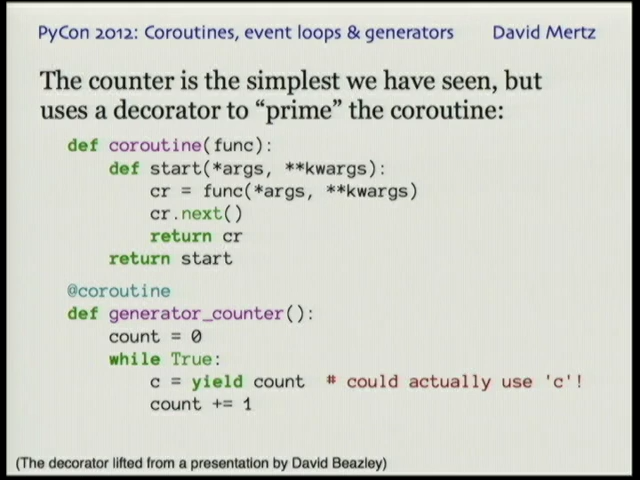 PyCon 2012: Coroutines, event loops & generators David Mertz
The counter is the simplest we have seen, but
uses a decorator to “prime” the coroutine:
def coroutine(func):
    def start(*args, **kwargs):
        cr = func(*args, **kwargs)
        cr.next()
        return cr
    return start
@coroutine
def generator_counter():
    count = 0
    while True:
        c = yield count  # could actually use 'c'!
        count += 1
(The decorator lifted from a presentation by David Beazley)